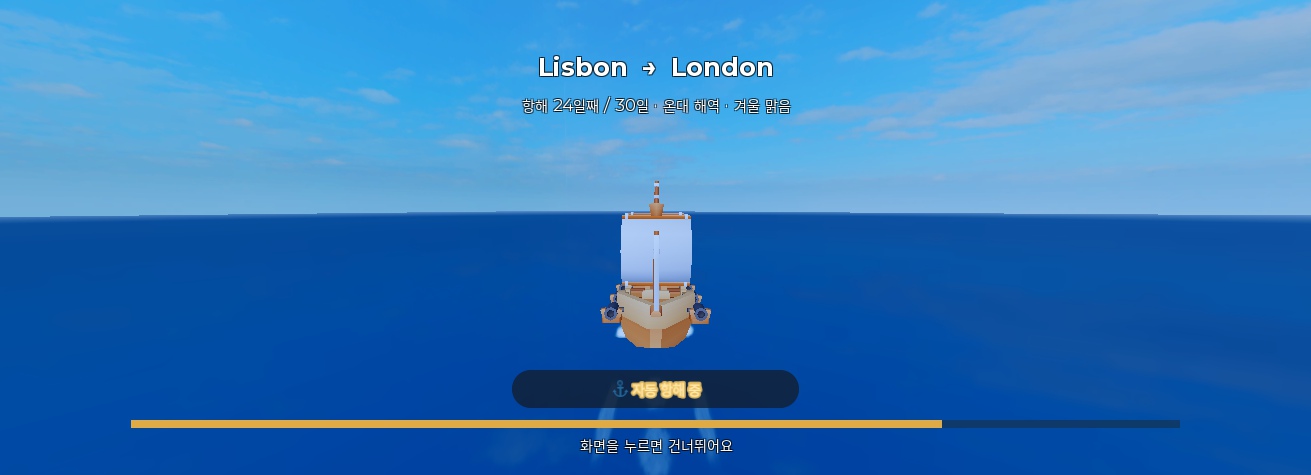 Lisbon → London
항해 24일째 / 30일 · 온대 해역 · 겨울 맑음
⚓ 자동 항해 중
화면을 누르면 건너뛰어요